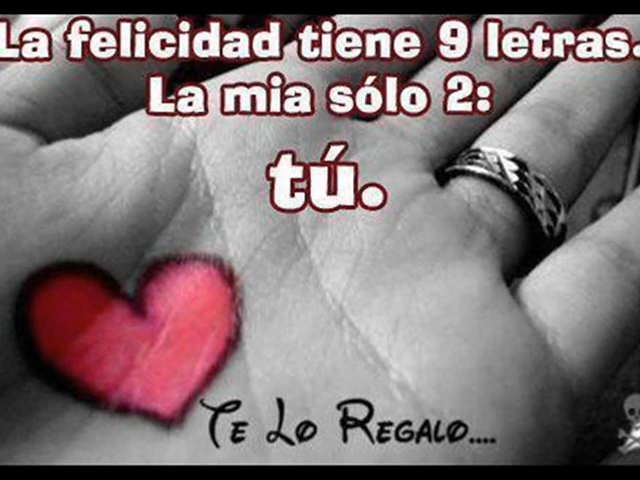 La felicidad tiene 9 letras.
La mia sólo 2:
tú.
Te Lo Regalo....